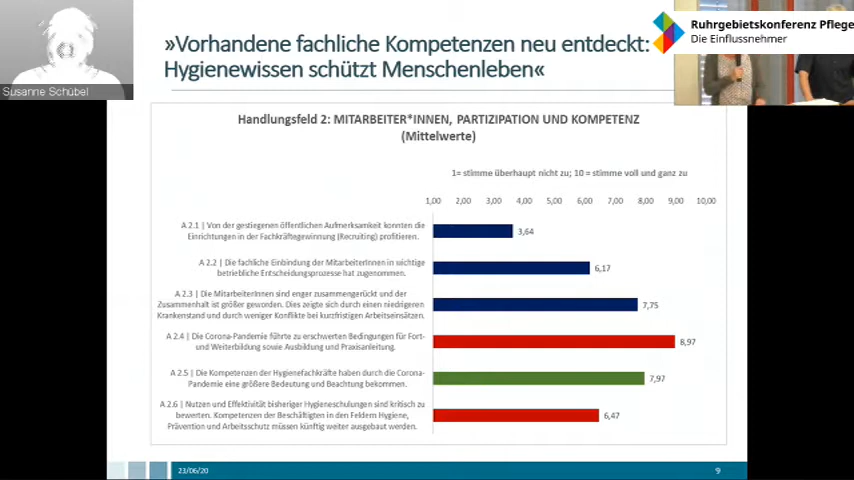 Susanne Schübel
»Vorhandene fachliche Kompetenzen neu entdeckt:
Hygienewissen schützt Menschenleben«
Ruhrgebietskonferenz Pflege
Die Einflussnehmer
Handlungsfeld 2: MITARBEITER*INNEN, PARTIZIPATION UND KOMPETENZ
(Mittelwerte)
1= stimme überhaupt nicht zu; 10 = stimme voll und ganz zu
1,00 2,00 3,00 4,00 5,00 6,00 7,00 8,00 9,00 10,00
A 2.1 | Von der gestiegenen öffentlichen Aufmerksamkeit konnten die
Einrichtungen in der Fachkräftegewinnung (Recruiting) profitieren.
3,64
A 2.2 | Die fachliche Einbindung der MitarbeiterInnen in wichtige
betriebliche Entscheidungsprozesse hat zugenommen.
6,17
A 2.3 | Die MitarbeiterInnen sind enger zusammengerückt und der
Zusammenhalt ist größer geworden. Dies zeigt sich durch einen niedrigeren
Krankenstand und durch weniger Konflikte bei kurzfristigen Arbeitseinsätzen.
7,75
A 2.4 | Die Corona-Pandemie führte zu erschwerten Bedingungen für Fort-
und Weiterbildung sowie Ausbildung und Praxisanleitung.
8,97
A 2.5 | Die Kompetenzen der Hygienefachkräfte haben durch die Corona-
Pandemie eine größere Bedeutung und Beachtung bekommen.
7,97
A 2.6 | Nutzen und Effektivität bisheriger Hygieneschulungen sind kritisch zu
bewerten. Kompetenzen der Beschäftigten in den Feldern Hygiene,
Prävention und Arbeitsschutz müssen künftig weiter ausgebaut werden.
6,47
23/06/20
9